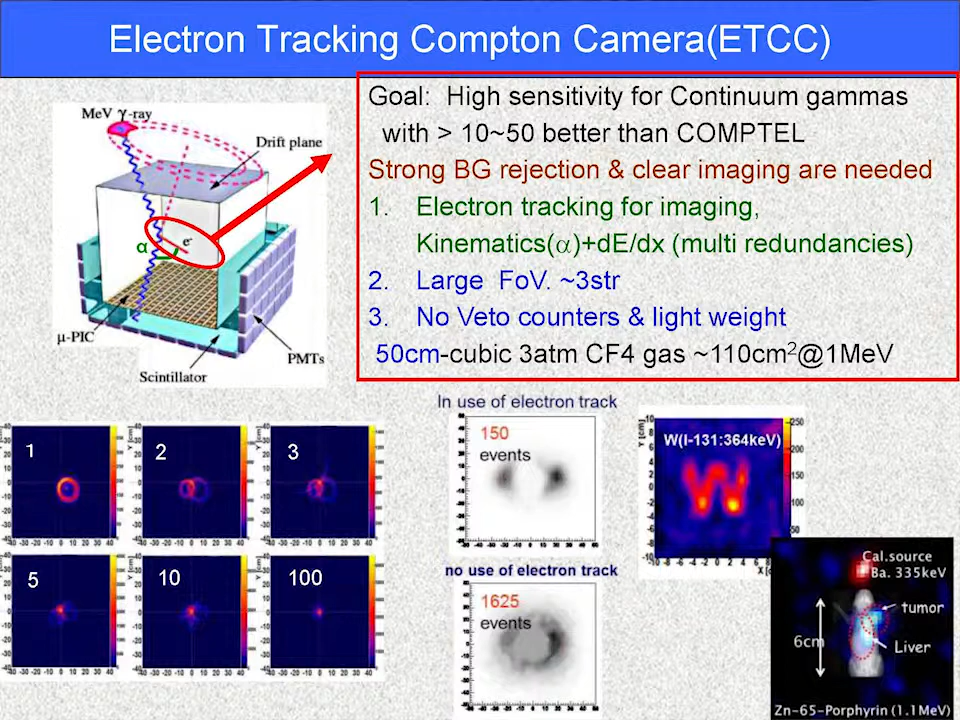 Electron Tracking Compton Camera(ETCC)
MeV γ-ray
Drift plane
α
e-
μ-PIC
PMTs
Scintillator
Goal: High sensitivity for Continuum gammas
with > 10~50 better than COMPTEL
Strong BG rejection & clear imaging are needed
1. Electron tracking for imaging,
Kinematics(α)+dE/dx (multi redundancies)
2. Large FoV. ~3str
3. No Veto counters & light weight
50cm-cubic 3atm CF4 gas ~110cm²@1MeV
1
2
3
5
10
100
In use of electron track
150
events
no use of electron track
1625
events
W(I-131:364keV)
Cal.source
Ba. 335keV
tumor
6cm
Liver
Zn-65-Porphyrin (1.1MeV)